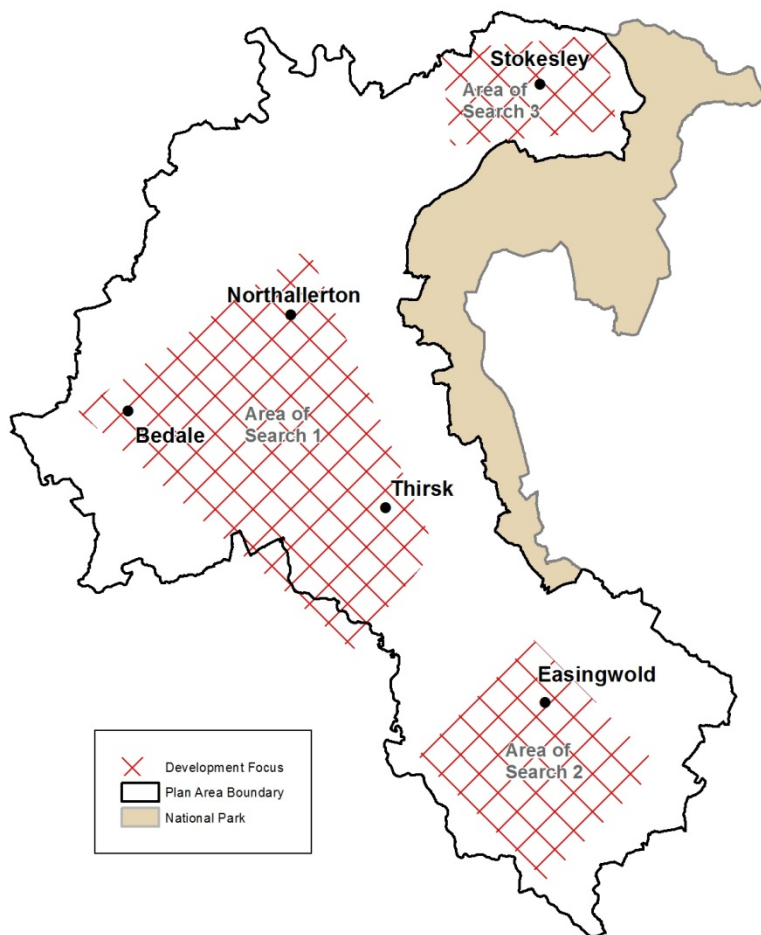 Stokesley
Area of
Search 3
Northallerton
Area of
Search 1
Bedale
Thirsk
Easingwold
Area of
Search 2
Development Focus
Plan Area Boundary
National Park